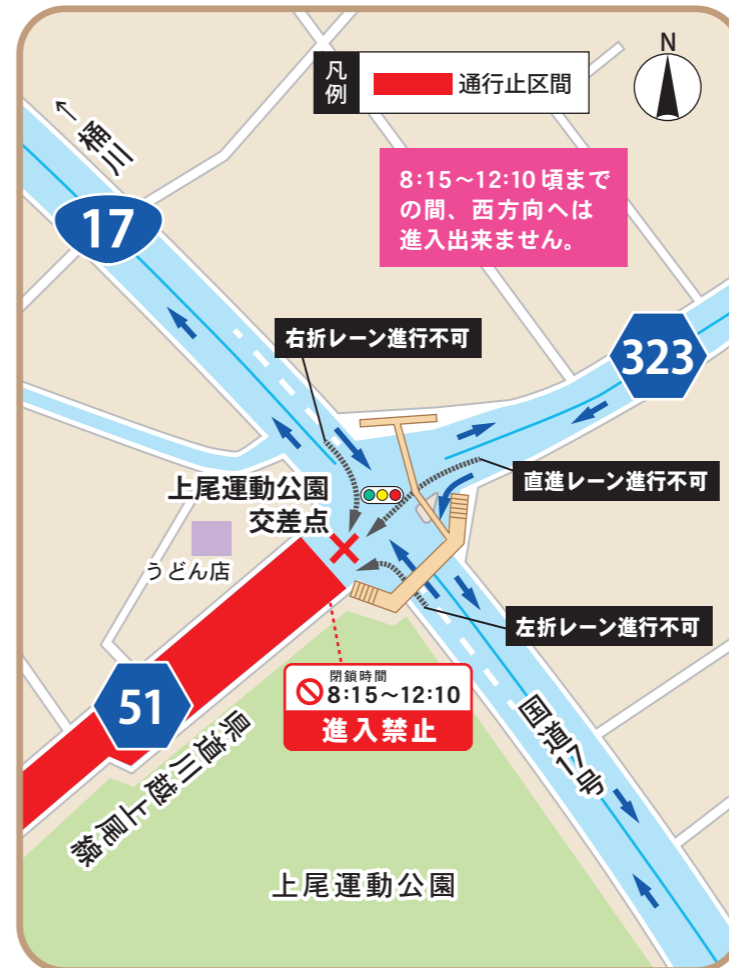 N
凡例
通行止区間
↑桶川
8:15～12:10頃まで
の間、西方向へは
進入出来ません。
17
右折レーン進行不可
323
直進レーン進行不可
上尾運動公園
交差点
うどん店
左折レーン進行不可
閉鎖時間
8:15～12:10
進入禁止
51
県道川越上尾線
国道17号
上尾運動公園